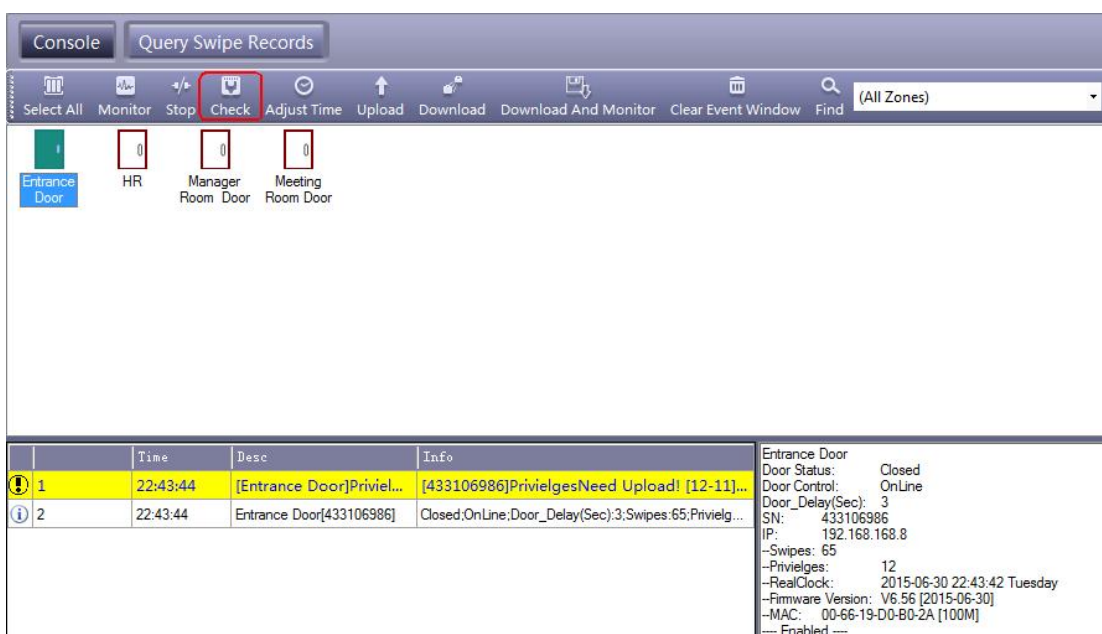 Console Query Swipe Records
Select All Monitor Stop Check Adjust Time Upload Download Download And Monitor Clear Event Window Find (All Zones)
Entrance Door
HR
Manager Room Door
Meeting Room Door
Time Desc Info
1 22:43:44 [Entrance Door]Priviel... [433106986]PrivielgesNeed Upload! [12-11]...
2 22:43:44 Entrance Door[433106986] Closed;OnLine;Door_Delay(Sec):3;Swipes:65;Privielg...
Entrance Door
Door Status: Closed
Door Control: OnLine
Door_Delay(Sec): 3
SN: 433106986
IP: 192.168.168.8
--Swipes: 65
--Privielges: 12
--RealClock: 2015-06-30 22:43:42 Tuesday
--Firmware Version: V6.56 [2015-06-30]
--MAC: 00-66-19-D0-B0-2A [100M]
---- Enabled ----